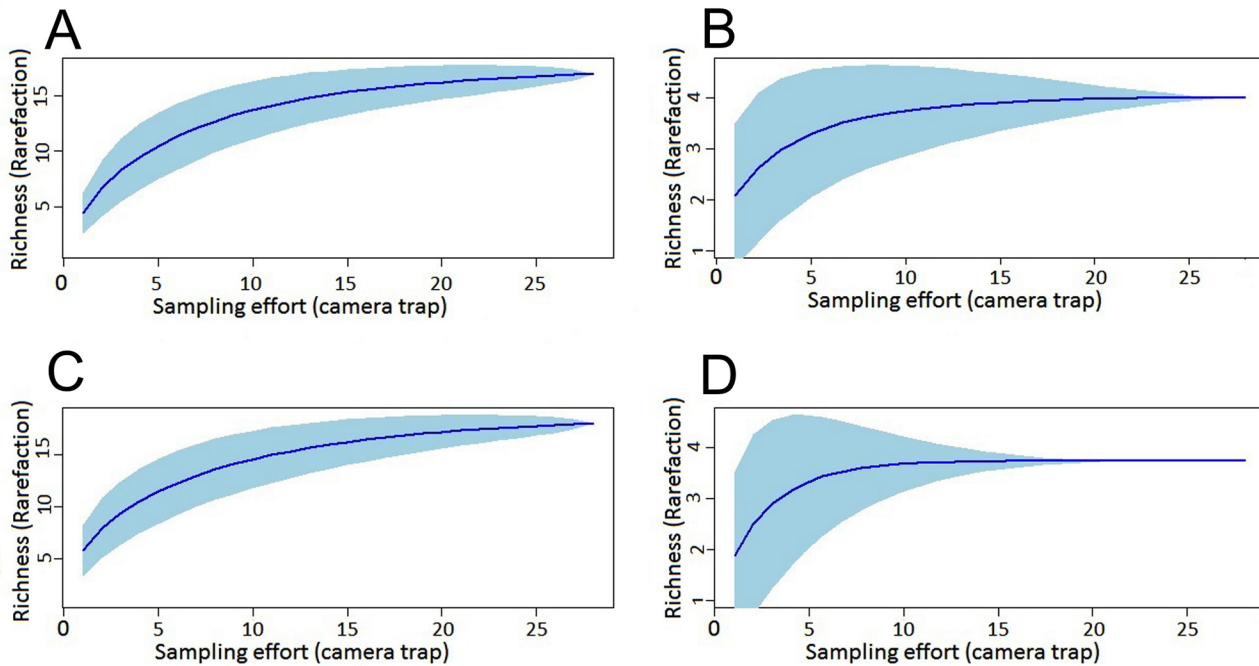 A
Richness (Rarefaction)
15
10
5
0 5 10 15 20 25
Sampling effort (camera trap)
B
Richness (Rarefaction)
4
3
2
1
0 5 10 15 20 25
Sampling effort (camera trap)
C
Richness (Rarefaction)
15
10
5
0 5 10 15 20 25
Sampling effort (camera trap)
D
Richness (Rarefaction)
4
3
2
1
0 5 10 15 20 25
Sampling effort (camera trap)